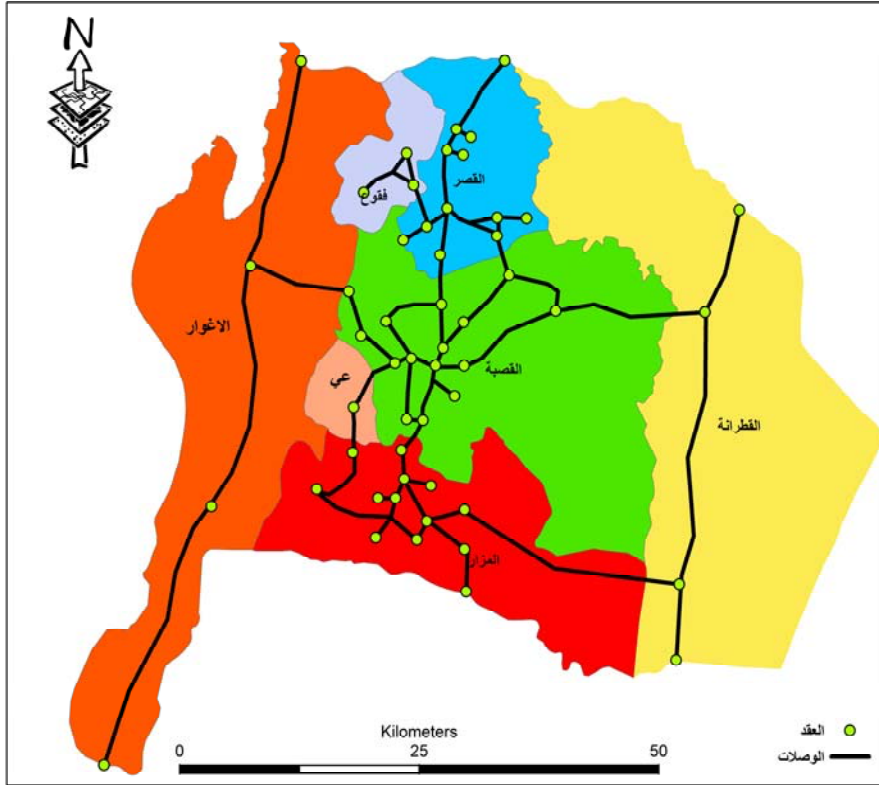 N
القصر
فقوع
الاغوار
القصبة
عي
القطرانة
المزار
Kilometers
0 25 50
العقد
الوصلات